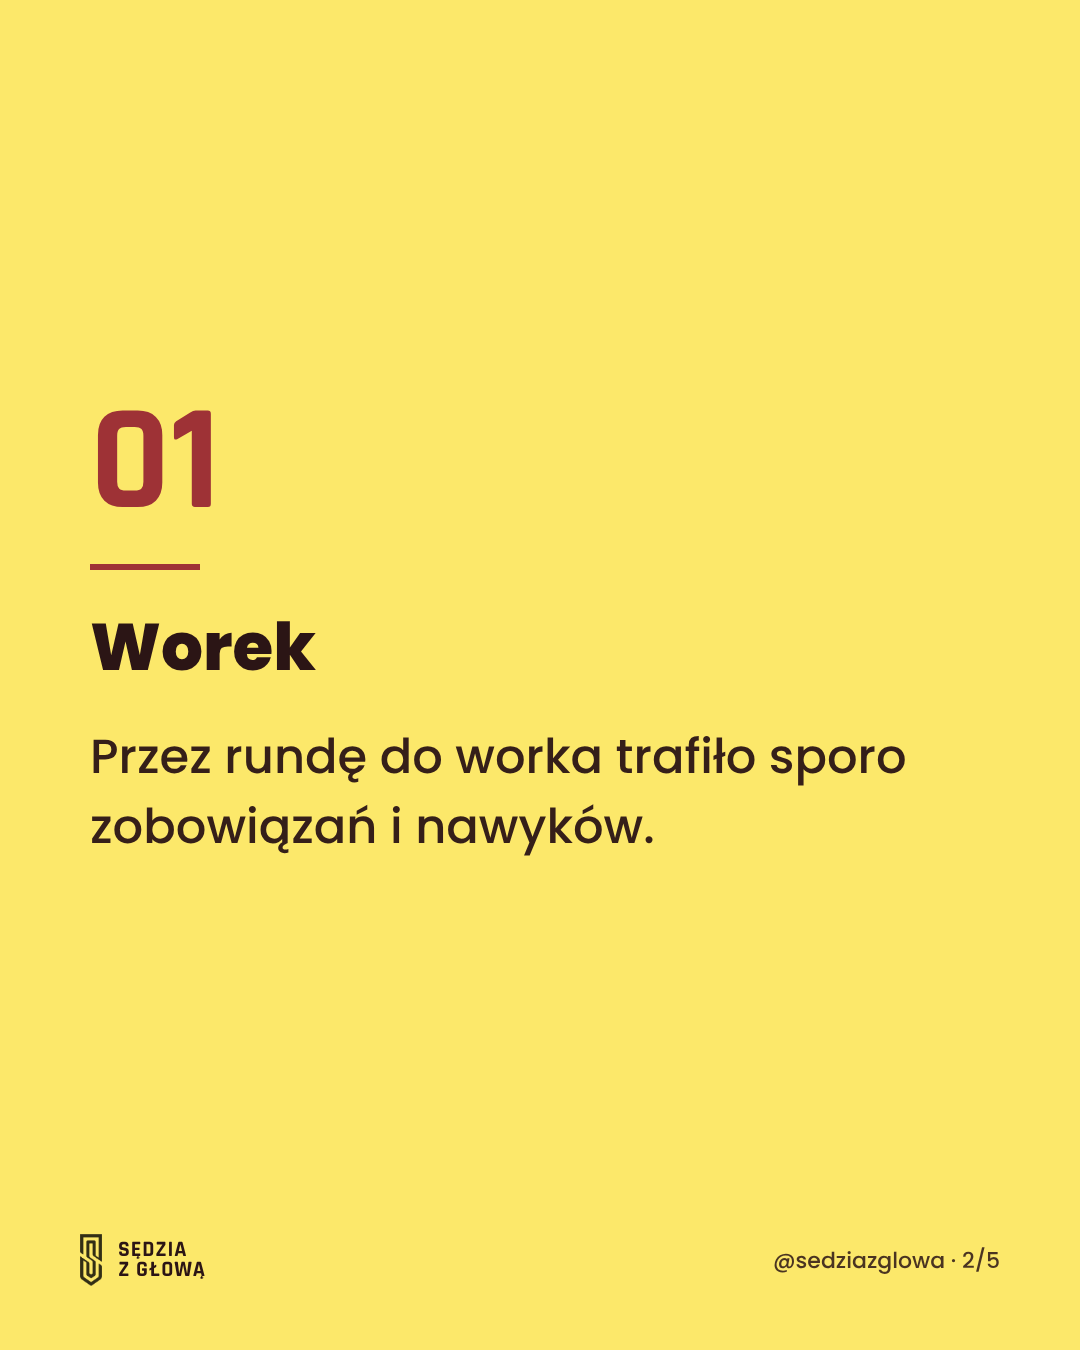 01
Worek
Przez rundę do worka trafiło sporo
zobowiązań i nawyków.
SĘDZIA
Z GŁOWĄ
@sedziazglowa · 2/5